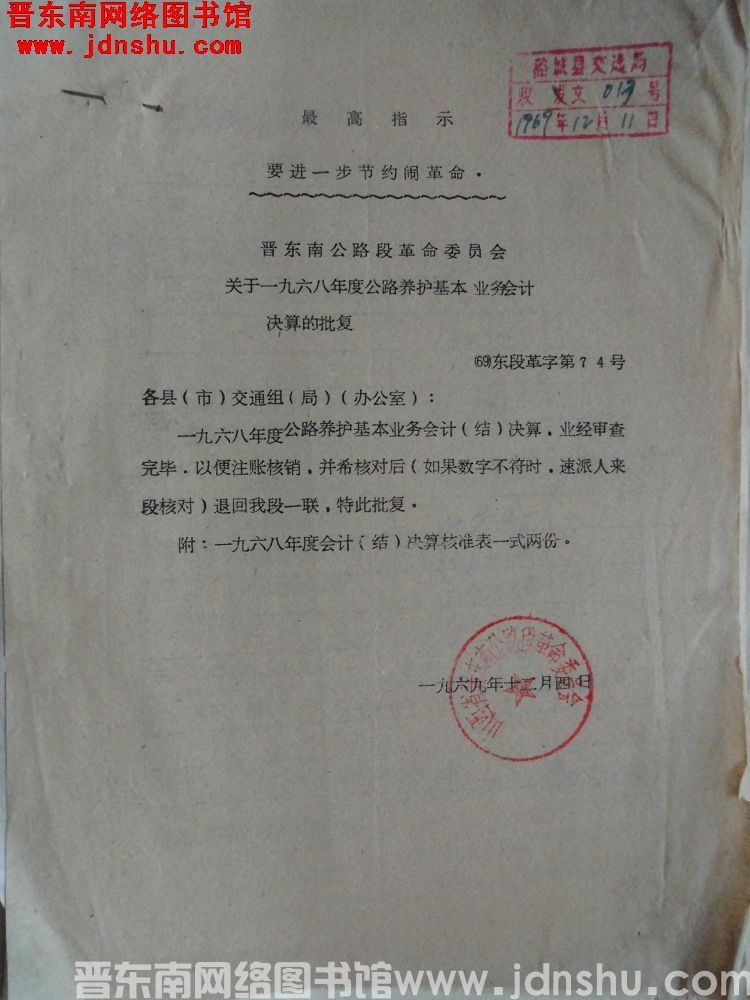 晋东南网络图书馆
www.jdnshu.com
潞城县交通局
收发文019号
1969年12月11日
最高指示
要进一步节约闹革命.
晋东南公路段革命委员会
关于一九六八年度公路养护基本业务会计
决算的批复
(69)东段革字第74号
各县(市)交通组(局)(办公室):
一九六八年度公路养护基本业务会计(结)决算,业经审查
完毕.以便注账核销,并希核对后(如果数字不符时,速派人来
段核对)退回我段一联,特此批复。
附:一九六八年度会计(结)决算核准表一式两份。
一九六九年十二月四日
晋东南网络图书馆www.jdnshu.com